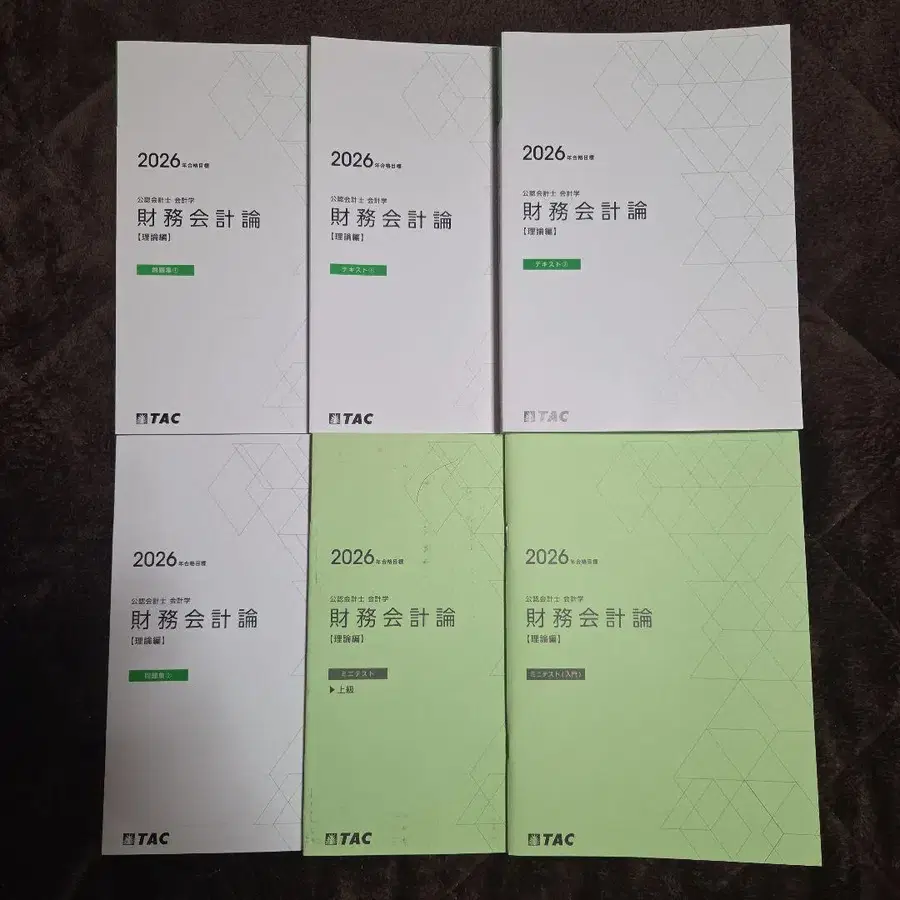 2026年合格目標
公認会計士 会計学
財務会計論
【理論編】
問題集①
TAC
2026年合格目標
公認会計士 会計学
財務会計論
【理論編】
テキスト①
TAC
2026年合格目標
公認会計士 会計学
財務会計論
【理論編】
テキスト②
TAC
2026年合格目標
公認会計士 会計学
財務会計論
【理論編】
問題集②
TAC
2026年合格目標
公認会計士 会計学
財務会計論
【理論編】
ミニテスト
▶上級
TAC
2026年合格目標
公認会計士 会計学
財務会計論
【理論編】
ミニテスト(入門)
TAC